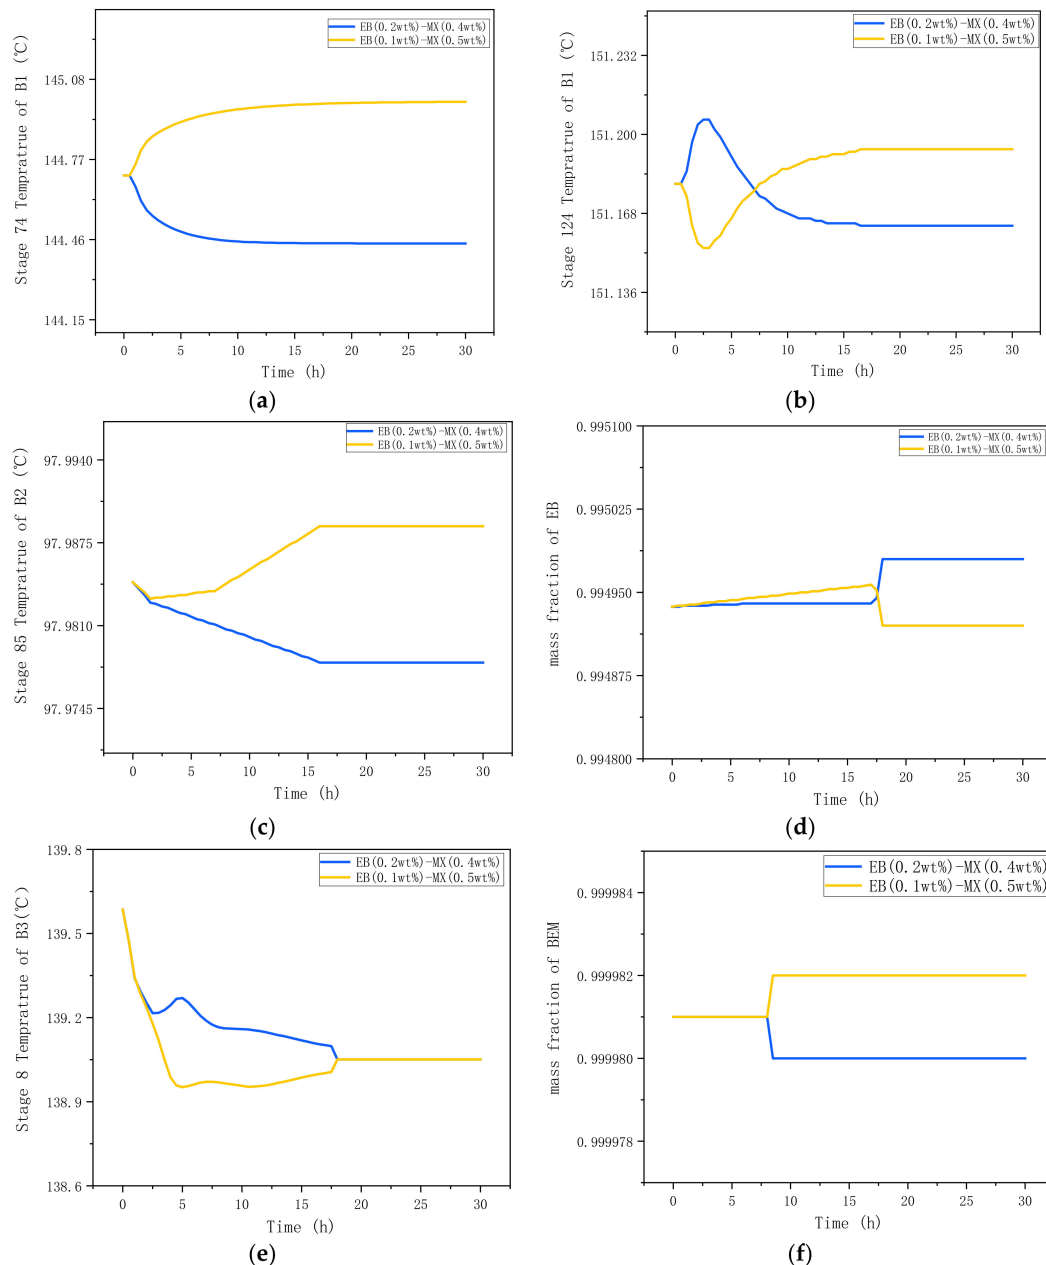 EB(0.2wt%)-MX(0.4wt%)
EB(0.1wt%)-MX(0.5wt%)
Stage 74 Tempratrue of B1 (℃)
145.08
144.77
144.46
144.15
0 5 10 15 20 25 30
Time (h)
(a)
EB(0.2wt%)-MX(0.4wt%)
EB(0.1wt%)-MX(0.5wt%)
Stage 124 Tempratrue of B1 (℃)
151.232
151.200
151.168
151.136
0 5 10 15 20 25 30
Time (h)
(b)
EB(0.2wt%)-MX(0.4wt%)
EB(0.1wt%)-MX(0.5wt%)
Stage 85 Tempratrue of B2 (℃)
97.9940
97.9875
97.9810
97.9745
0 5 10 15 20 25 30
Time (h)
(c)
EB(0.2wt%)-MX(0.4wt%)
EB(0.1wt%)-MX(0.5wt%)
mass fraction of EB
0.995100
0.995025
0.994950
0.994875
0.994800
0 5 10 15 20 25 30
Time (h)
(d)
EB(0.2wt%)-MX(0.4wt%)
EB(0.1wt%)-MX(0.5wt%)
Stage 8 Tempratrue of B3(℃)
139.8
139.5
139.2
138.9
138.6
0 5 10 15 20 25 30
Time (h)
(e)
EB(0.2wt%)-MX(0.4wt%)
EB(0.1wt%)-MX(0.5wt%)
mass fraction of BEM
0.999984
0.999982
0.999980
0.999978
0 5 10 15 20 25 30
Time (h)
(f)